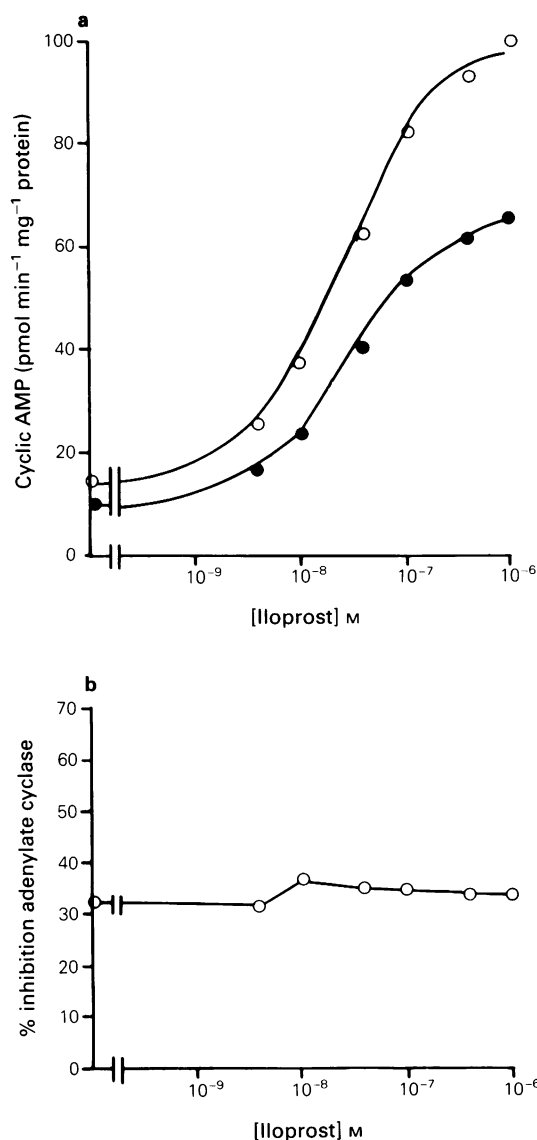 a
100
80
60
40
20
0
Cyclic AMP (pmol min⁻¹ mg⁻¹ protein)
10⁻⁹ 10⁻⁸ 10⁻⁷ 10⁻⁶
[Iloprost] M
b
70
60
50
40
30
20
10
0
% inhibition adenylate cyclase
10⁻⁹ 10⁻⁸ 10⁻⁷ 10⁻⁶
[Iloprost] M